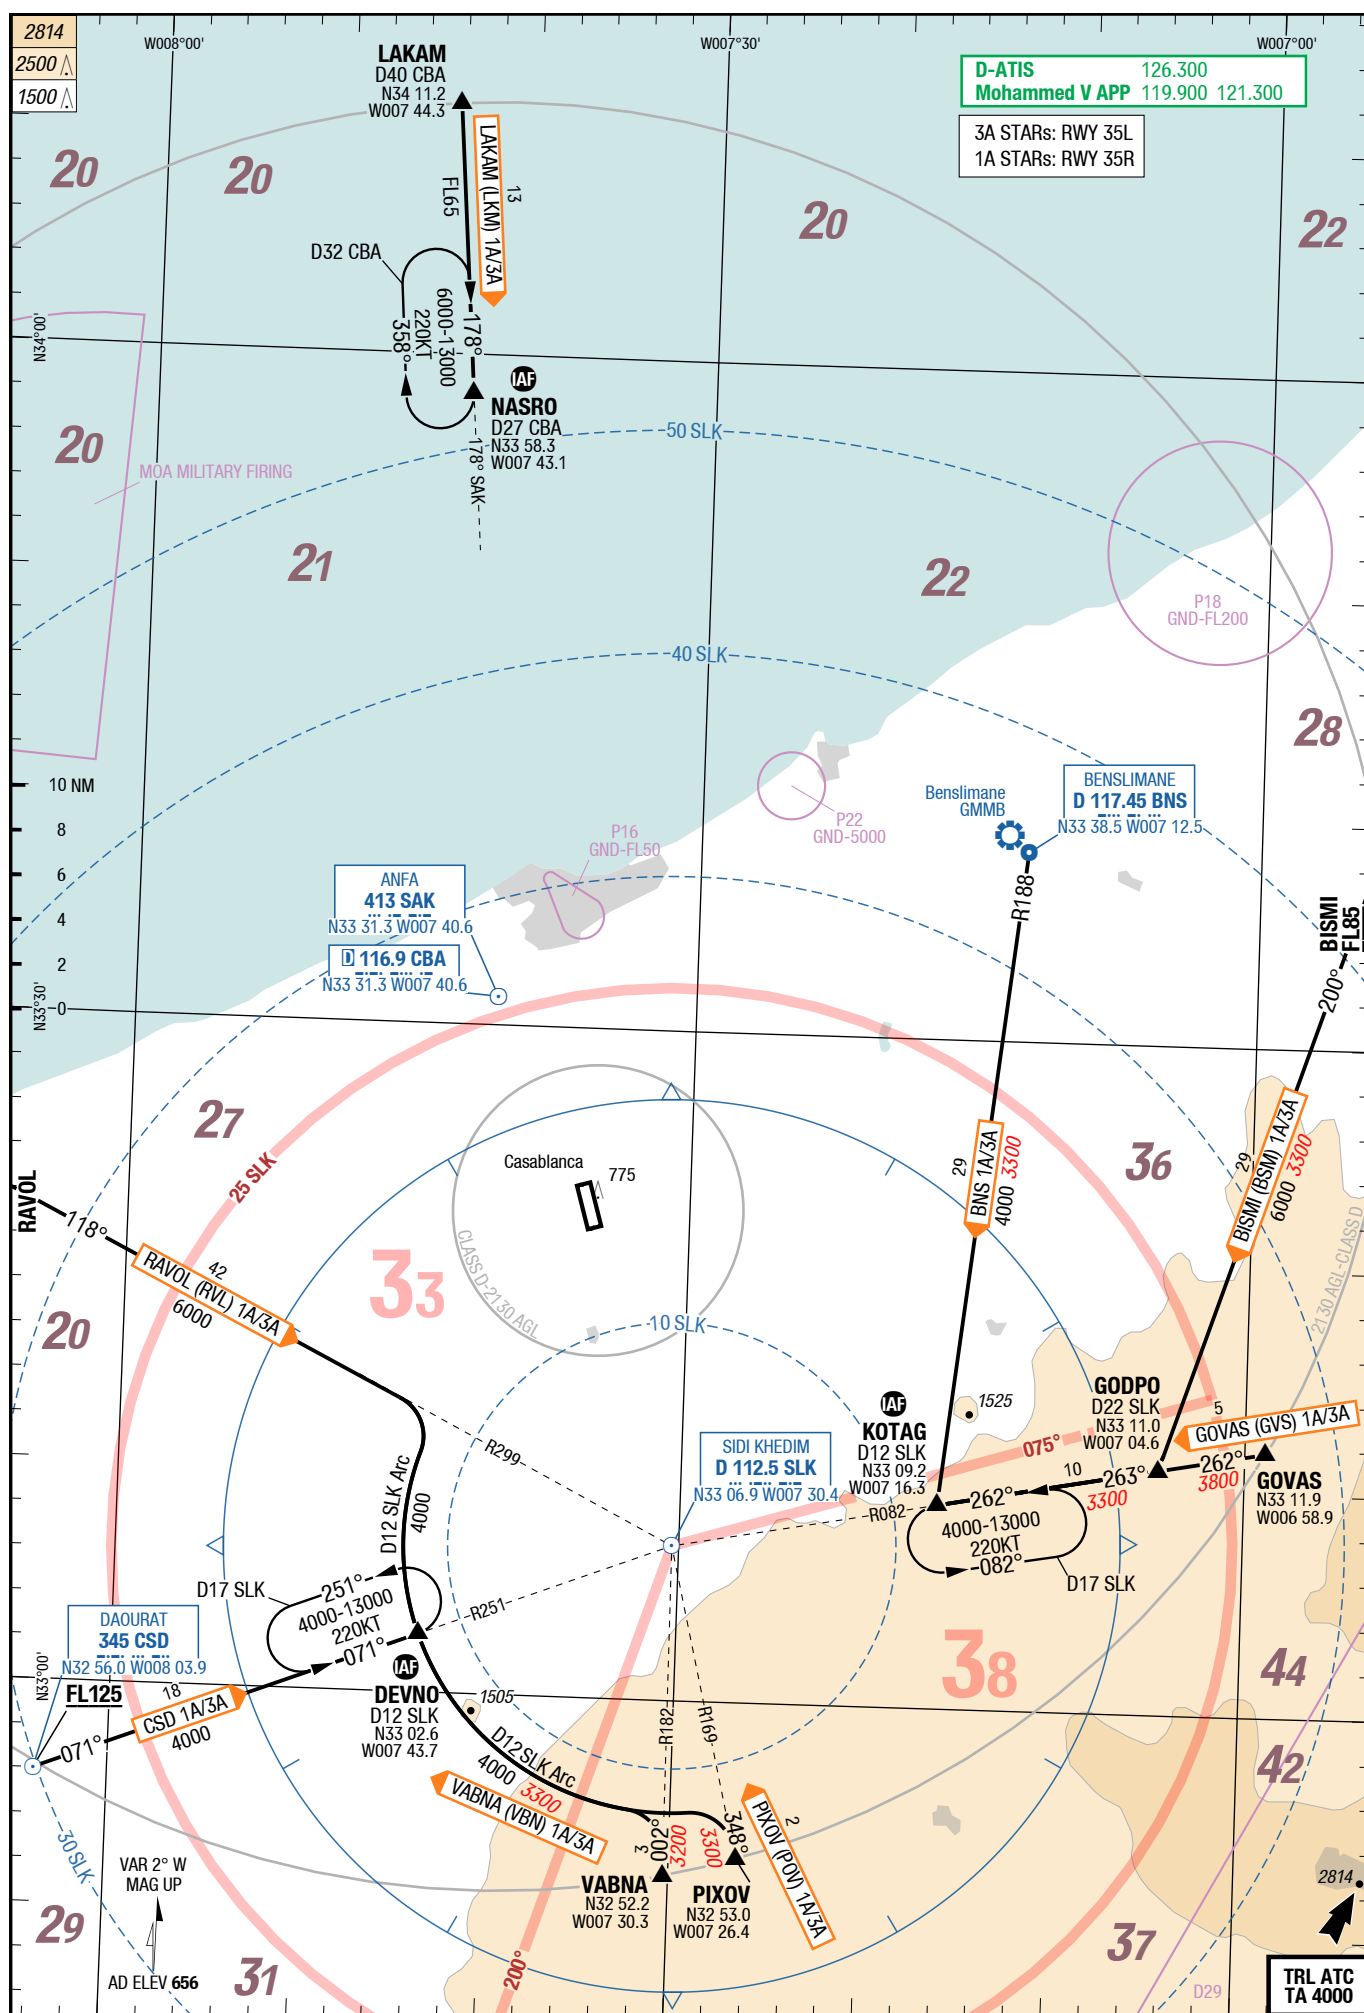 2814
2500
1500
W008°00'
W007°30'
W007°00'
LAKAM
D40 CBA
N34 11.2
W007 44.3
D-ATIS 126.300
Mohammed V APP 119.900 121.300
3A STARs: RWY 35L
1A STARs: RWY 35R
20
20
20
22
LAKAM (LKM) 1A/3A
13
FL65
D32 CBA
6000-13000
220KT
358°
178°
N34°00'
IAF
NASRO
D27 CBA
N33 58.3
W007 43.1
178° SAK
20
MOA MILITARY FIRING
50 SLK
21
22
P18
GND-FL200
40 SLK
28
10 NM
8
6
4
2
0
N33°30'
P22
GND-5000
P16
GND-FL50
Benslimane
GMMB
BENSLIMANE
D 117.45 BNS
N33 38.5 W007 12.5
ANFA
413 SAK
N33 31.3 W007 40.6
D 116.9 CBA
N33 31.3 W007 40.6
R188
BISMI
FL85
200°
27
25 SLK
Casablanca
775
CLASS D-2130 AGL
33
29
BNS 1A/3A
4000 3300
36
29
BISMI (BSM) 1A/3A
6000 3300
2130 AGL-CLASS D
RAVOL
118°
42
RAVOL (RVL) 1A/3A
6000
20
10 SLK
R299
D12 SLK Arc
4000
IAF
KOTAG
D12 SLK
N33 09.2
W007 16.3
1525
GODPO
D22 SLK
N33 11.0
W007 04.6
5
GOVAS (GVS) 1A/3A
075°
SIDI KHEDIM
D 112.5 SLK
N33 06.9 W007 30.4
R082
262°
10
263°
3300
262°
3800
GOVAS
N33 11.9
W006 58.9
4000-13000
220KT
082°
D17 SLK
D17 SLK
251°
4000-13000
220KT
071°
R251
DAOURAT
345 CSD
N32 56.0 W008 03.9
N33°00'
FL125
071°
18
CSD 1A/3A
4000
IAF
DEVNO
D12 SLK
N33 02.6
W007 43.7
1505
R182
R169
38
44
42
D12 SLK Arc
4000 3300
VABNA (VBN) 1A/3A
3
002°
3200
3300
348°
2
PIXOV (POV) 1A/3A
VABNA
N32 52.2
W007 30.3
PIXOV
N32 53.0
W007 26.4
30 SLK
VAR 2° W
MAG UP
29
31
AD ELEV 656
200°
2814
37
D29
TRL ATC
TA 4000